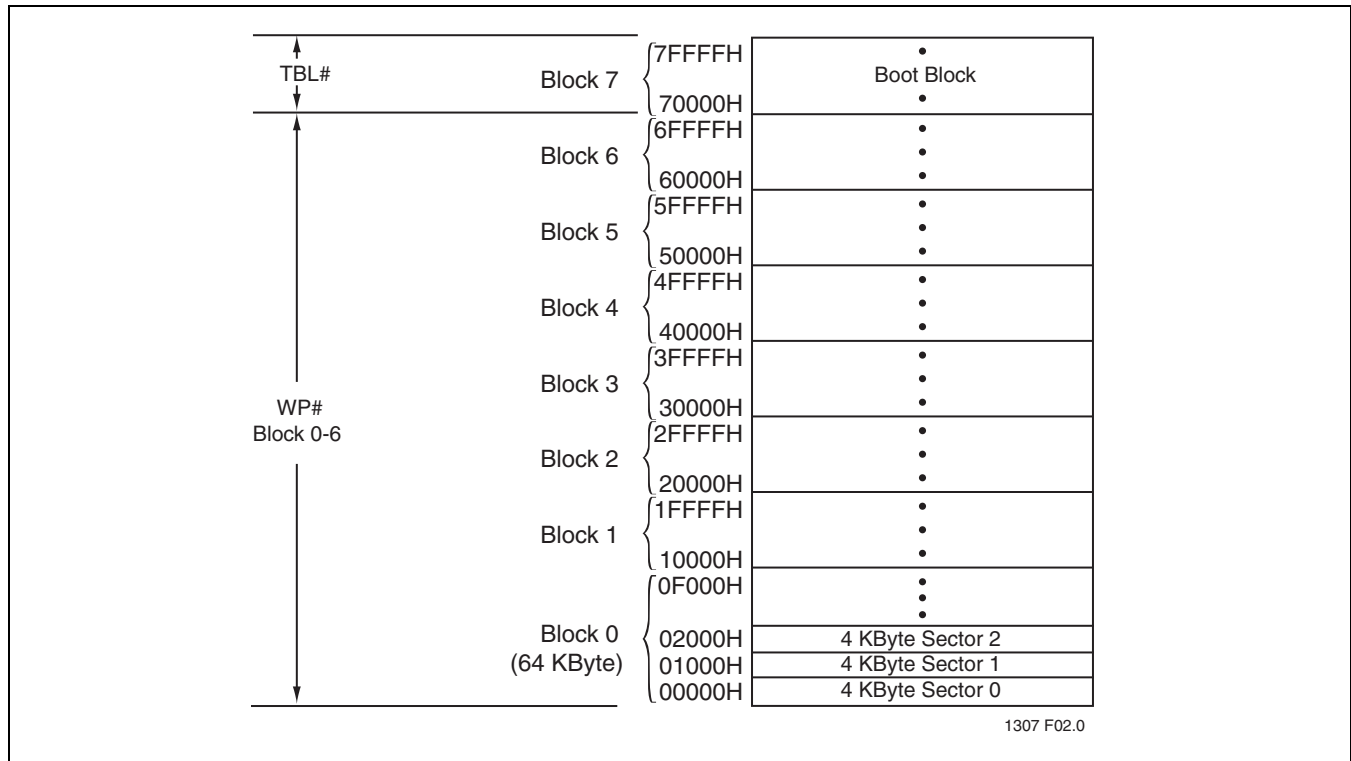 TBL#
Block 7
7FFFFH
Boot Block
70000H
Block 6
6FFFFH
60000H
Block 5
5FFFFH
50000H
Block 4
4FFFFH
40000H
Block 3
3FFFFH
30000H
WP#
Block 0-6
Block 2
2FFFFH
20000H
Block 1
1FFFFH
10000H
0F000H
Block 0
(64 KByte)
02000H 4 KByte Sector 2
01000H 4 KByte Sector 1
00000H 4 KByte Sector 0
1307 F02.0